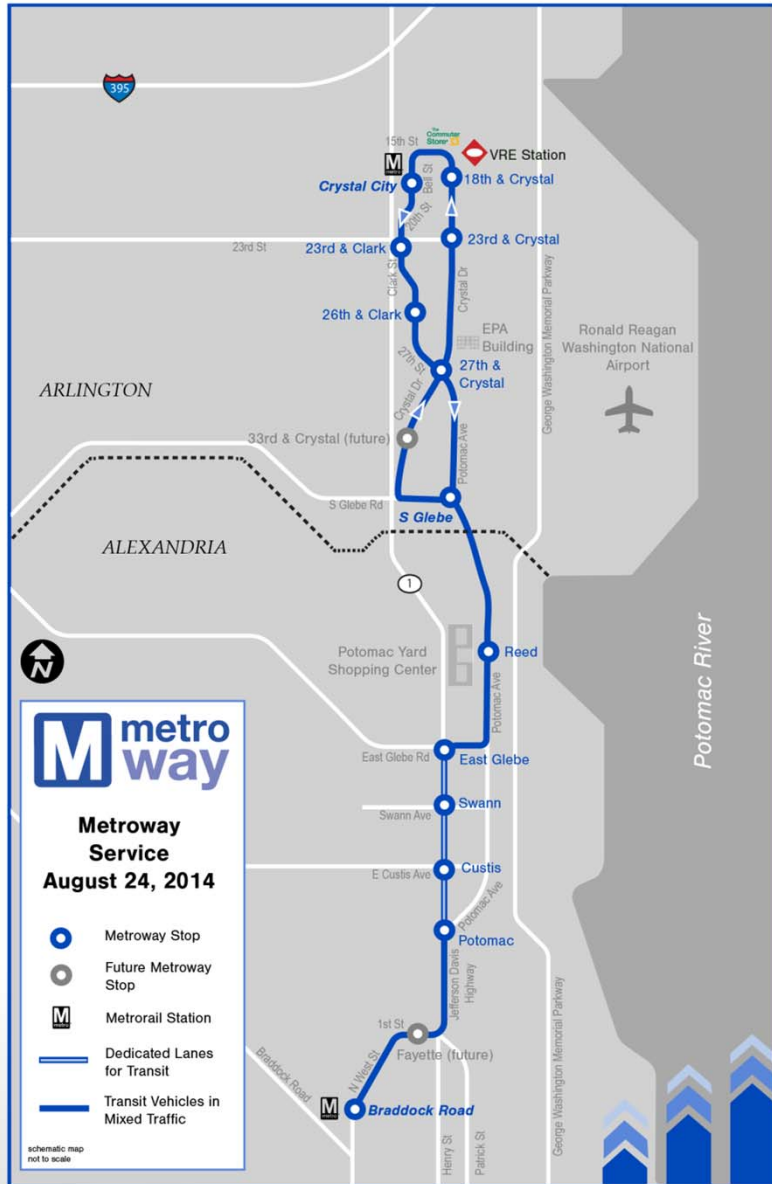 395
The
Commuter
Store
15th St
M
metro
VRE Station
Bell St
Crystal City
18th & Crystal
20th St
23rd St
23rd & Clark
23rd & Crystal
Clark St
Crystal Dr
26th & Clark
EPA
Building
27th St
27th &
Crystal
George Washington Memorial Parkway
Ronald Reagan
Washington National
Airport
ARLINGTON
Crystal Dr
33rd & Crystal (future)
Potomac Ave
S Glebe Rd
S Glebe
ALEXANDRIA
1
N
Potomac Yard
Shopping Center
Reed
Potomac Ave
Potomac River
East Glebe Rd
East Glebe
Swann Ave
Swann
E Custis Ave
Custis
Potomac Ave
Potomac
Jefferson Davis
Highway
1st St
Fayette (future)
N West St
Braddock Road
M
metro
Braddock Road
Henry St
Patrick St
George Washington Memorial Parkway
M metro
way
Metroway
Service
August 24, 2014
Metroway Stop
Future Metroway
Stop
M
metro
Metrorail Station
Dedicated Lanes
for Transit
Transit Vehicles in
Mixed Traffic
schematic map
not to scale